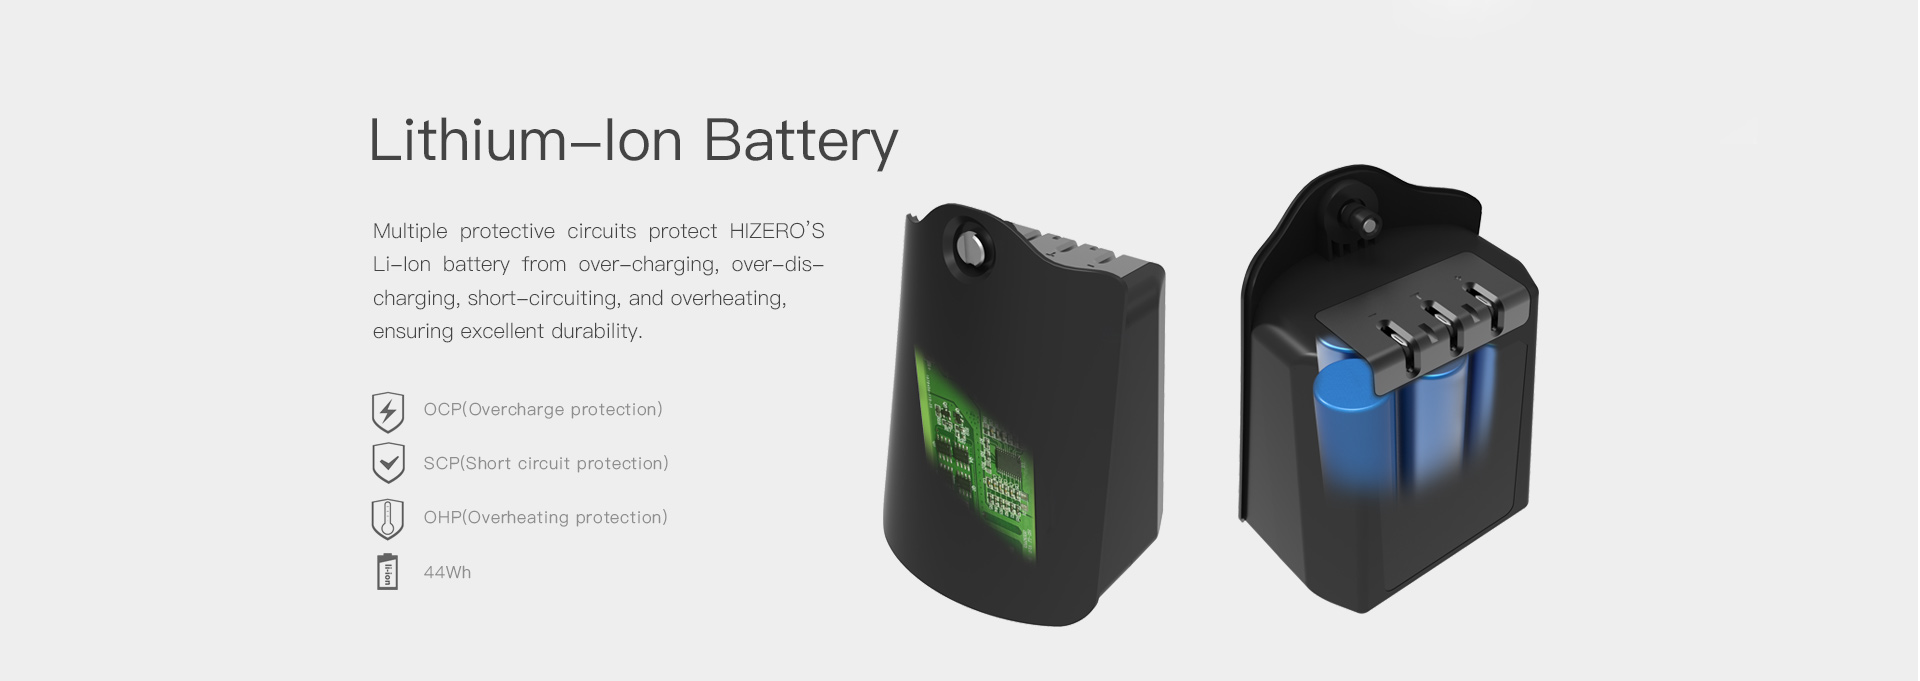 Lithium–Ion Battery
Multiple protective circuits protect HIZERO'S
Li–Ion battery from over–charging, over–dis–
charging, short–circuiting, and overheating,
ensuring excellent durability.
OCP(Overcharge protection)
SCP(Short circuit protection)
OHP(Overheating protection)
li-ion
44Wh